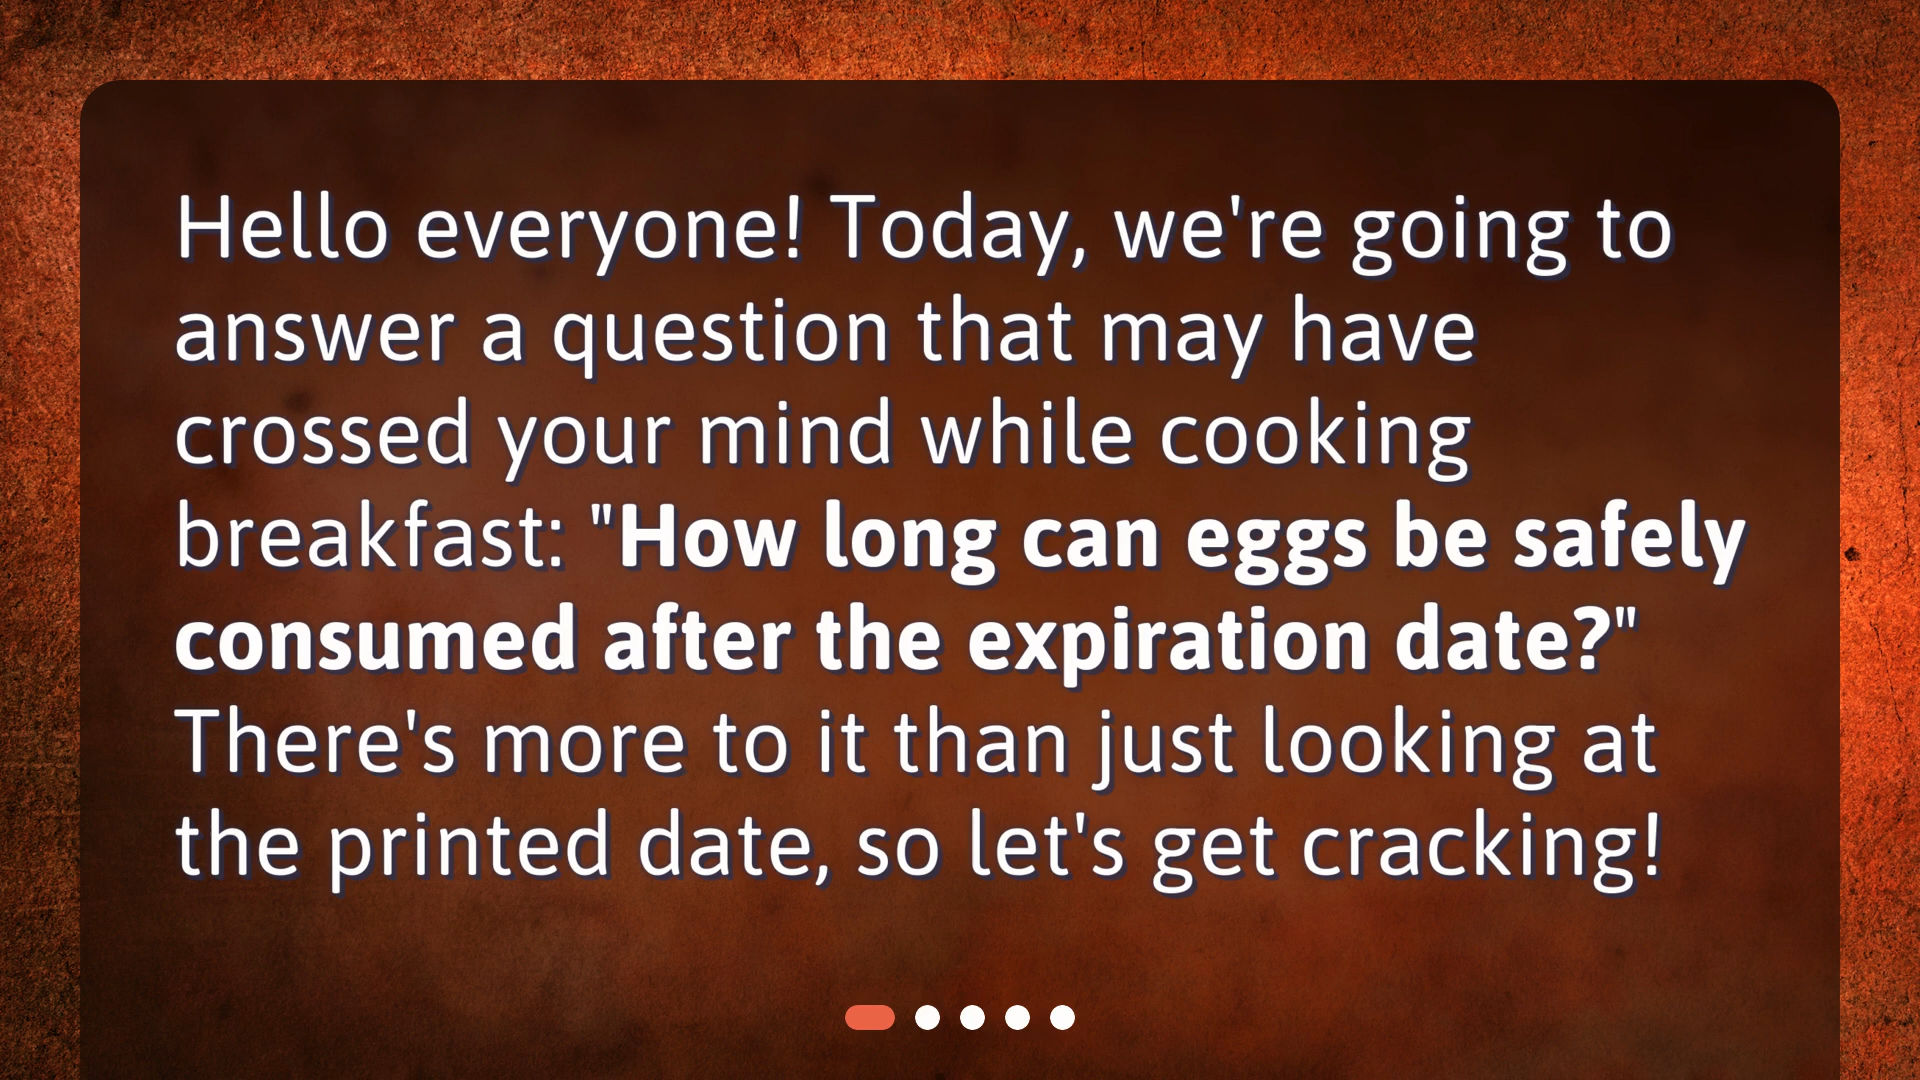 Hello everyone! Today, we're going to
answer a question that may have
crossed your mind while cooking
breakfast: "How long can eggs be safely
consumed after the expiration date?"
There's more to it than just looking at
the printed date, so let's get cracking!